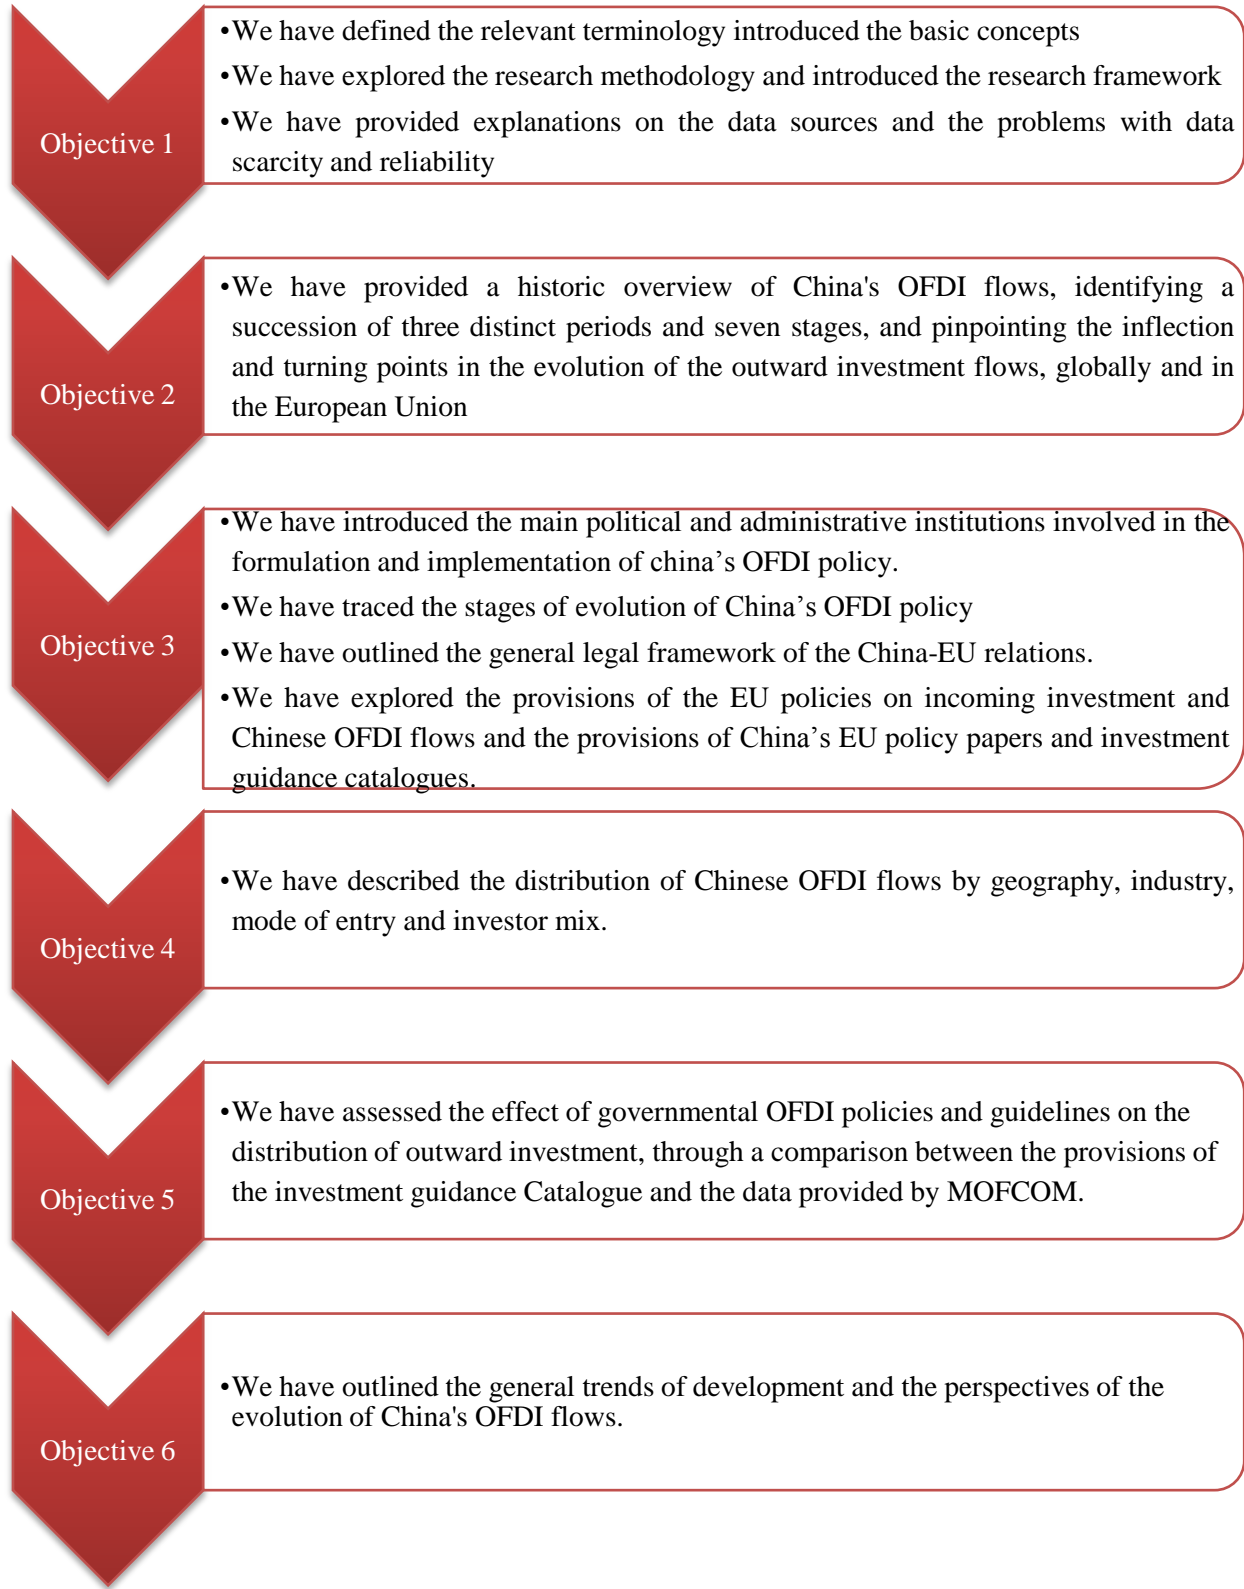 Objective 1
•We have defined the relevant terminology introduced the basic concepts
•We have explored the research methodology and introduced the research framework
•We have provided explanations on the data sources and the problems with data
scarcity and reliability
Objective 2
•We have provided a historic overview of China's OFDI flows, identifying a
succession of three distinct periods and seven stages, and pinpointing the inflection
and turning points in the evolution of the outward investment flows, globally and in
the European Union
Objective 3
•We have introduced the main political and administrative institutions involved in the
formulation and implementation of china’s OFDI policy.
•We have traced the stages of evolution of China’s OFDI policy
•We have outlined the general legal framework of the China-EU relations.
•We have explored the provisions of the EU policies on incoming investment and
Chinese OFDI flows and the provisions of China’s EU policy papers and investment
guidance catalogues.
Objective 4
•We have described the distribution of Chinese OFDI flows by geography, industry,
mode of entry and investor mix.
Objective 5
•We have assessed the effect of governmental OFDI policies and guidelines on the
distribution of outward investment, through a comparison between the provisions of
the investment guidance Catalogue and the data provided by MOFCOM.
Objective 6
•We have outlined the general trends of development and the perspectives of the
evolution of China's OFDI flows.